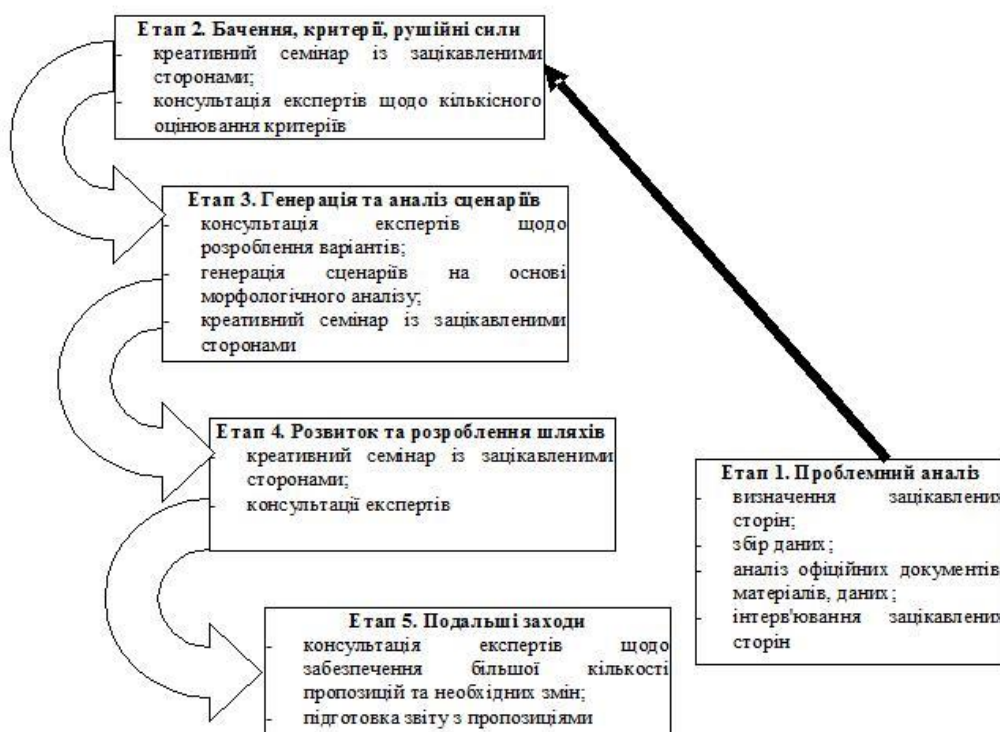 Етап 2. Бачення, критерії, рушійні сили
- креативний семінар із зацікавленими
сторонами;
- консультація експертів щодо кількісного
оцінювання критеріїв
Етап 3. Генерація та аналіз сценаріїв
- консультація експертів щодо
розроблення варіантів;
- генерація сценаріїв на основі
морфологічного аналізу;
- креативний семінар із зацікавленими
сторонами
Етап 4. Розвиток та розроблення шляхів
- креативний семінар із зацікавленими
сторонами;
- консультації експертів
Етап 1. Проблемний аналіз
- визначення зацікавлених
сторін;
- збір даних;
- аналіз офіційних документів
матеріалів, даних;
- інтерв'ювання зацікавлених
сторін
Етап 5. Подальші заходи
- консультація експертів щодо
забезпечення більшої кількості
пропозицій та необхідних змін;
- підготовка звіту з пропозиціями